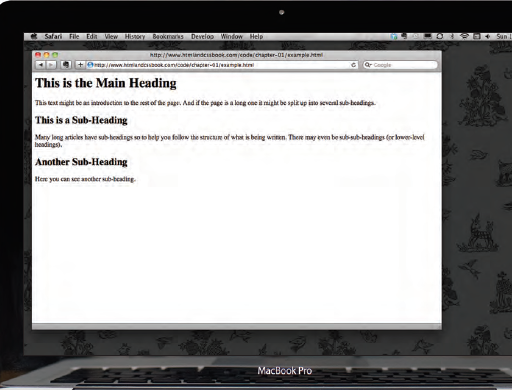 Safari File Edit View History Bookmarks Develop Window Help Sun
http://www.htmlandcssbook.com/code/chapter-01/example.html
http://www.htmlandcssbook.com/code/chapter-01/example.html Google
This is the Main Heading
This text might be an introduction to the rest of the page. And if the page is a long one it might be split up into several sub-headings.
This is a Sub-Heading
Many long articles have sub-headings so to help you follow the structure of what is being written. There may even be sub-sub-headings (or lower-level
headings).
Another Sub-Heading
Here you can see another sub-heading.
MacBook Pro